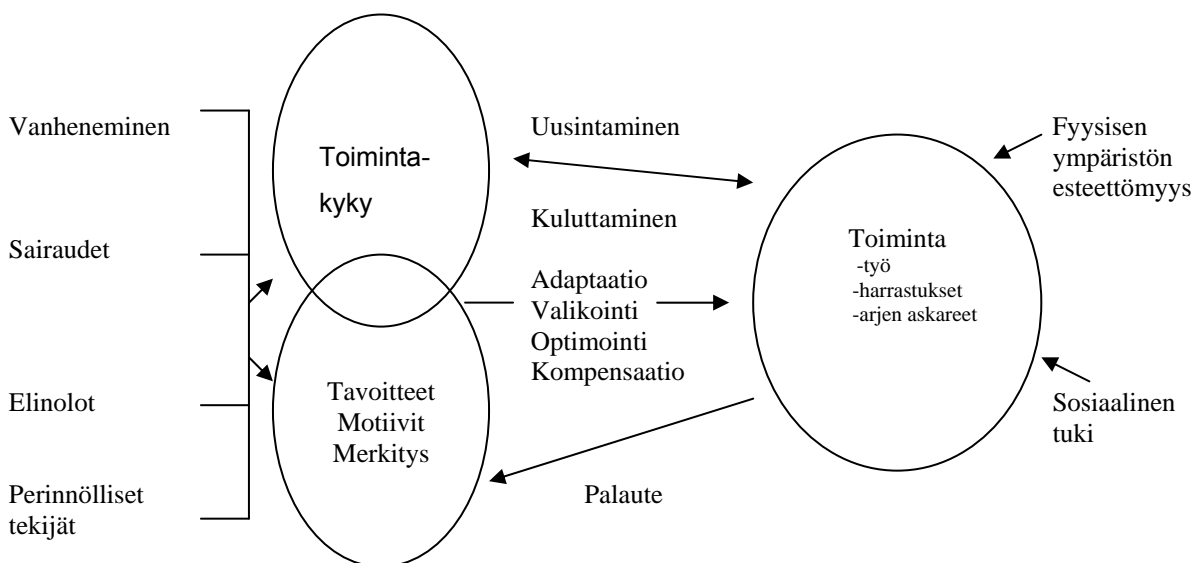 Vanheneminen
Sairaudet
Elinolot
Perinnölliset
tekijät
Toiminta-
kyky
Tavoitteet
Motiivit
Merkitys
Uusintaminen
Kuluttaminen
Adaptaatio
Valikointi
Optimointi
Kompensaatio
Palaute
Toiminta
-työ
-harrastukset
-arjen askareet
Fyysisen
ympäristön
esteettömyys
Sosiaalinen
tuki